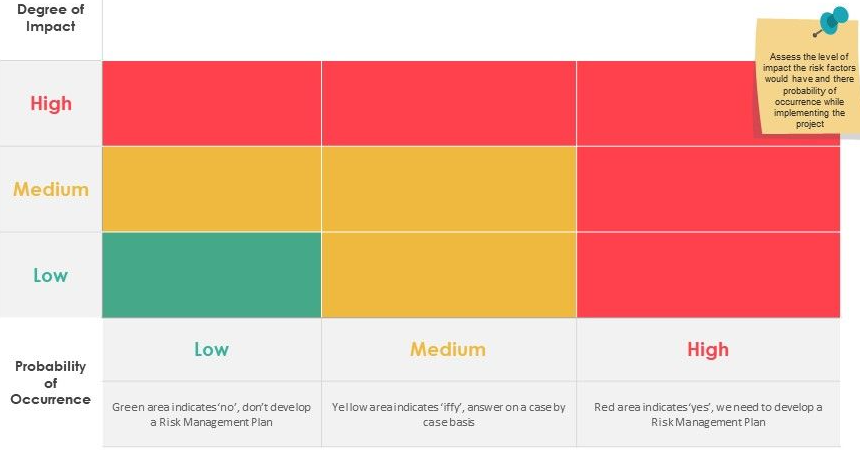 Degree of
Impact
Assess the level of
impact the risk factors
would have and there
probability of
occurrence while
implementing the
project
High
Medium
Low
Low
Medium
High
Probability
of
Occurrence
Green area indicates 'no', don't develop
a Risk Management Plan
Yellow area indicates 'iffy', answer on a case by
case basis
Red area indicates 'yes', we need to develop a
Risk Management Plan